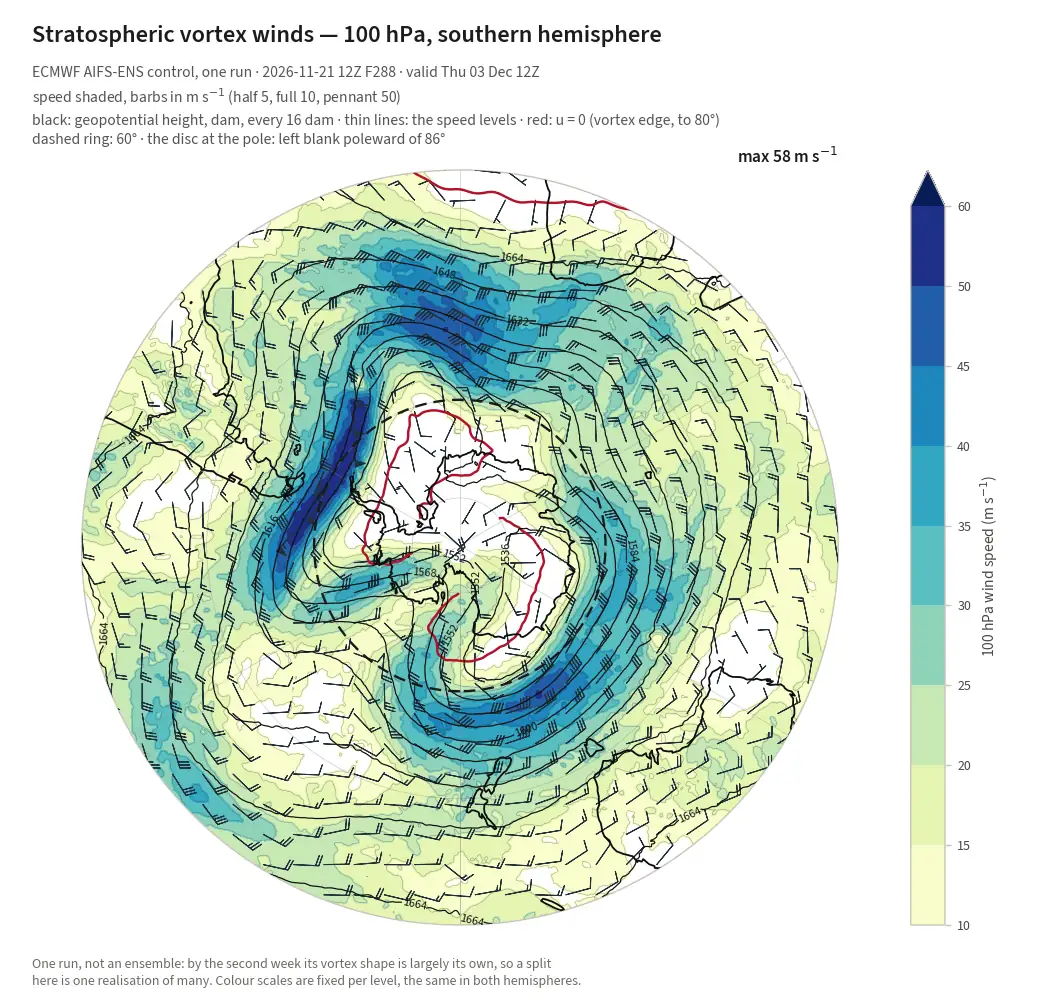 Stratospheric vortex winds — 100 hPa, southern hemisphere
ECMWF AIFS-ENS control, one run · 2026-11-21 12Z F288 · valid Thu 03 Dec 12Z
speed shaded, barbs in m s⁻¹ (half 5, full 10, pennant 50)
black: geopotential height, dam, every 16 dam · thin lines: the speed levels · red: u = 0 (vortex edge, to 80°)
dashed ring: 60° · the disc at the pole: left blank poleward of 86°
max 58 m s⁻¹
60
50
45
40
35
30
25
20
15
10
100 hPa wind speed (m s⁻¹)
1664
1648
1632
1664
1616
1584
1536
1568
1552
1552
1664
1600
1664
1664
1664
One run, not an ensemble: by the second week its vortex shape is largely its own, so a split
here is one realisation of many. Colour scales are fixed per level, the same in both hemispheres.